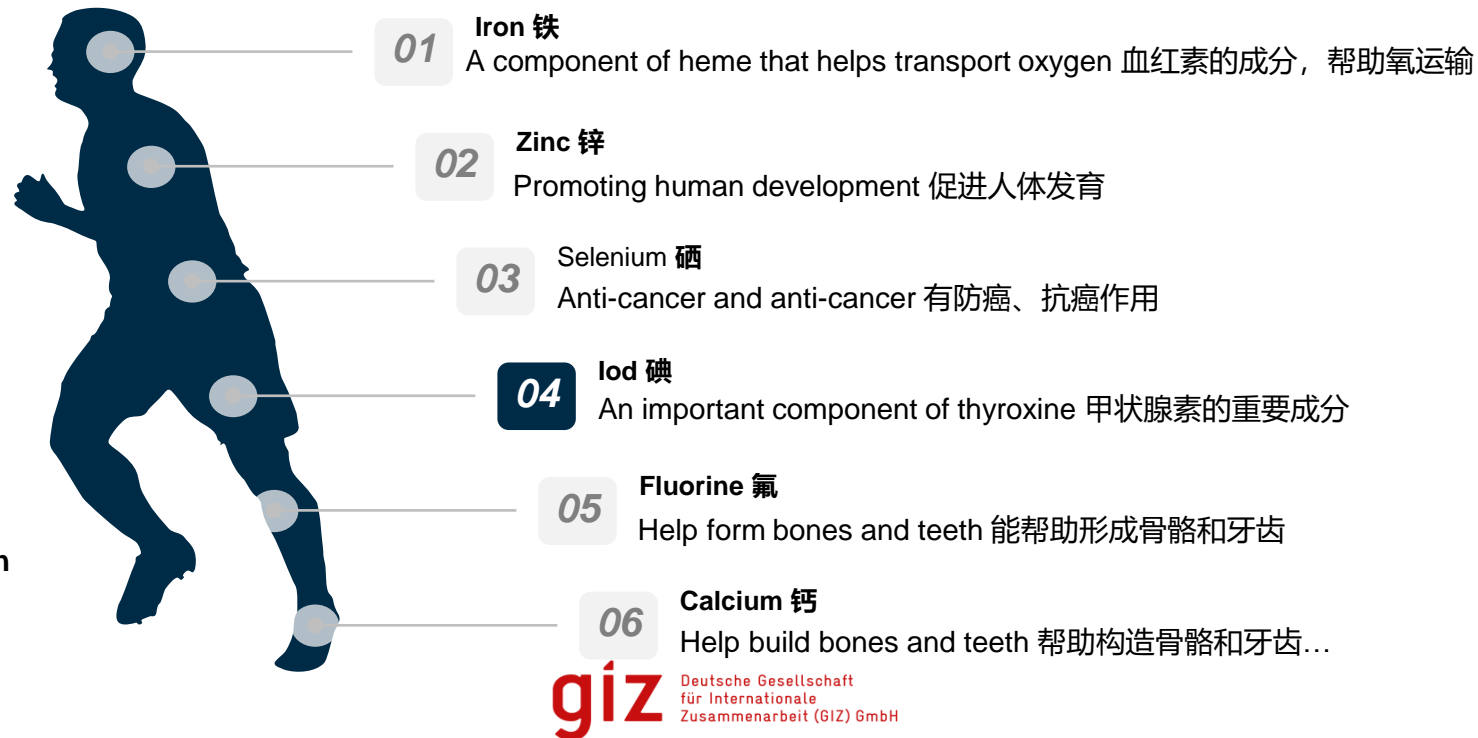 01
Iron 铁
A component of heme that helps transport oxygen 血红素的成分，帮助氧运输
02
Zinc 锌
Promoting human development 促进人体发育
03
Selenium 硒
Anti-cancer and anti-cancer 有防癌、抗癌作用
04
Iod 碘
An important component of thyroxine 甲状腺素的重要成分
05
Fluorine 氟
Help form bones and teeth 能帮助形成骨骼和牙齿
n
06
Calcium 钙
Help build bones and teeth 帮助构造骨骼和牙齿…
giz
Deutsche Gesellschaft
für Internationale
Zusammenarbeit (GIZ) GmbH